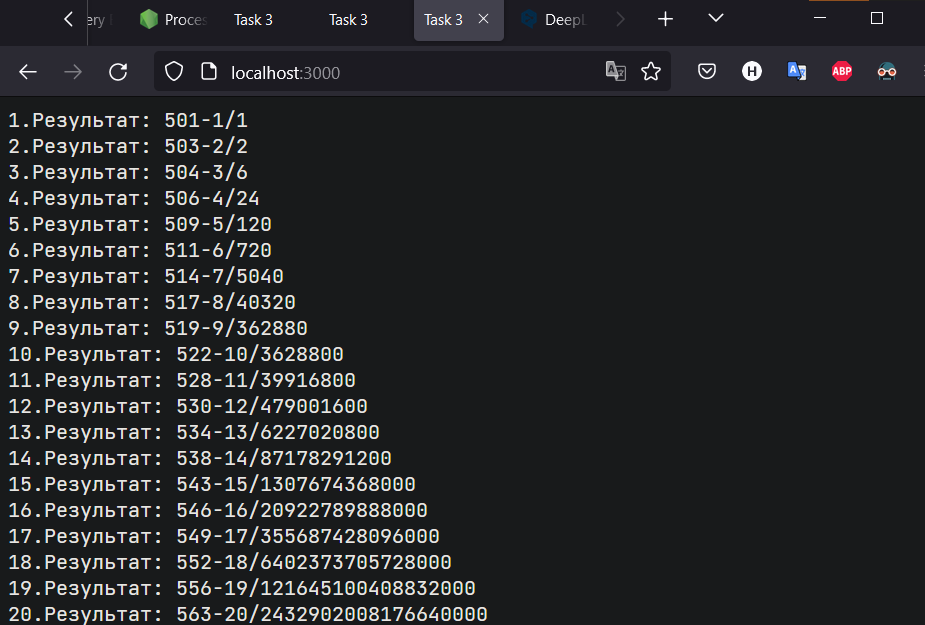 ery Proces Task 3 Task 3 Task 3 DeepL
localhost:3000
H A ABP
1.Результат: 501-1/1
2.Результат: 503-2/2
3.Результат: 504-3/6
4.Результат: 506-4/24
5.Результат: 509-5/120
6.Результат: 511-6/720
7.Результат: 514-7/5040
8.Результат: 517-8/40320
9.Результат: 519-9/362880
10.Результат: 522-10/3628800
11.Результат: 528-11/39916800
12.Результат: 530-12/479001600
13.Результат: 534-13/6227020800
14.Результат: 538-14/87178291200
15.Результат: 543-15/1307674368000
16.Результат: 546-16/20922789888000
17.Результат: 549-17/355687428096000
18.Результат: 552-18/6402373705728000
19.Результат: 556-19/121645100408832000
20.Результат: 563-20/2432902008176640000